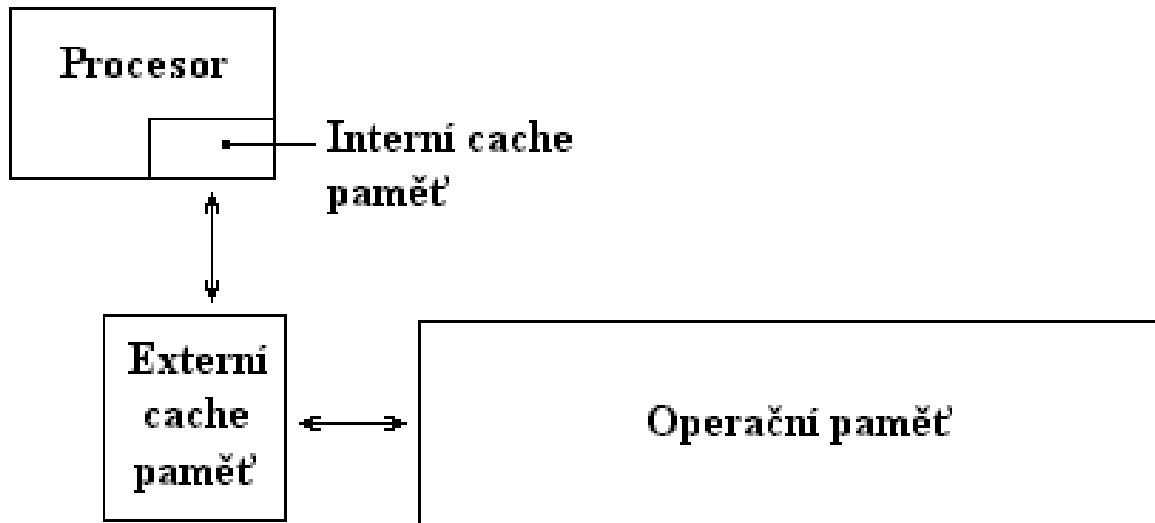 Procesor
Interní cache
paměť
Externí
cache
paměť
Operační paměť